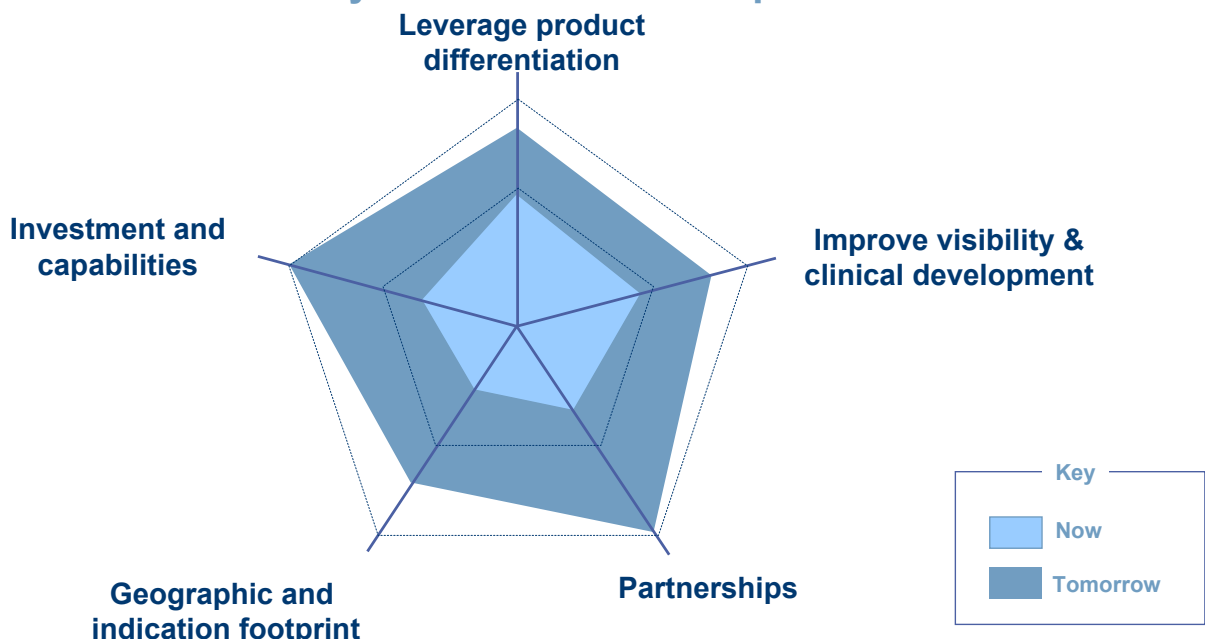 Leverage product
differentiation
Investment and
capabilities
Improve visibility &
clinical development
Geographic and
indication footprint
Partnerships
Key
Now
Tomorrow